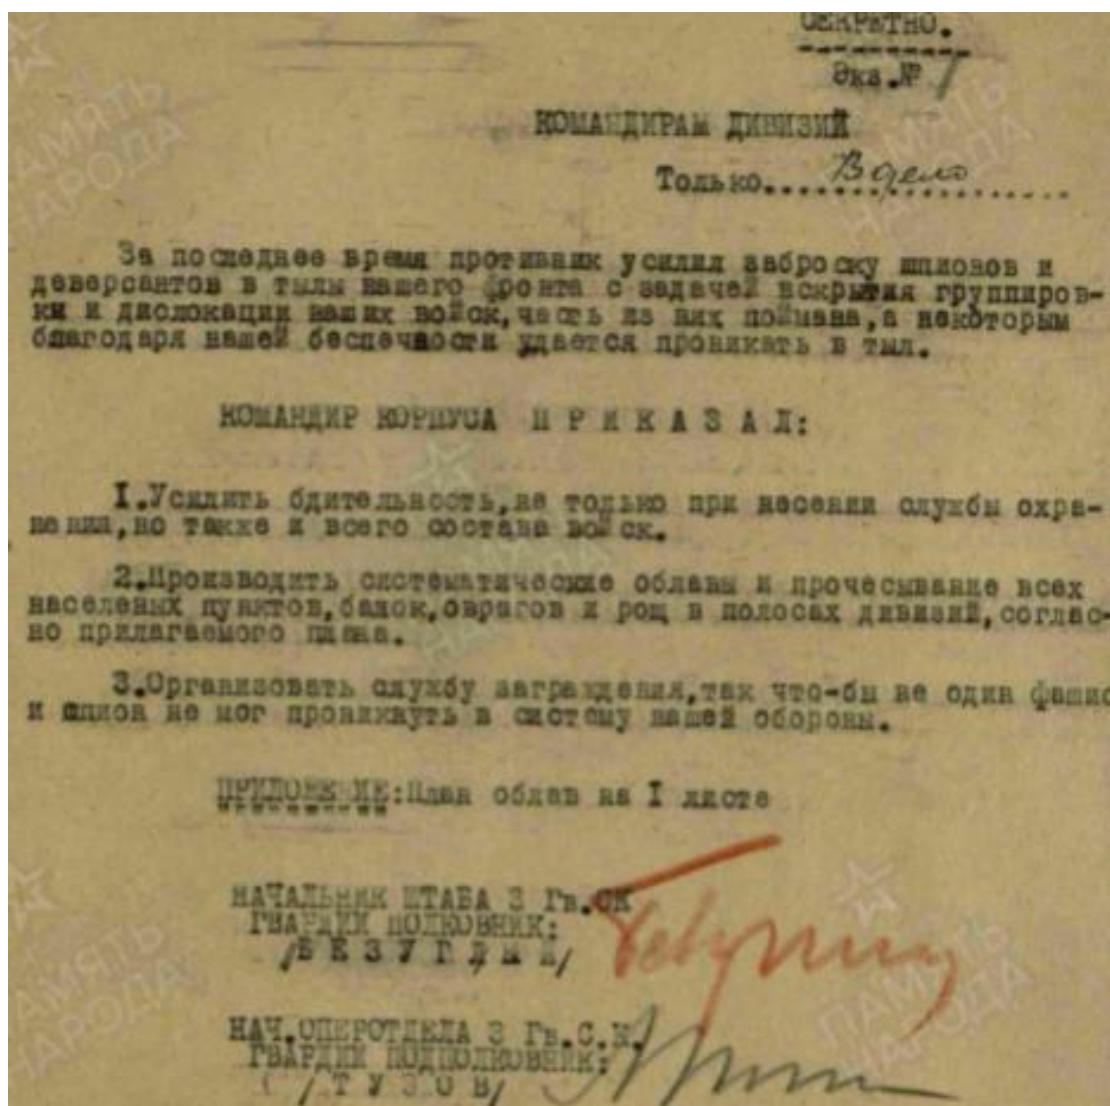 СЕКРЕТНО.
Экз.№ 1
КОМАНДИРАМ ДИВИЗИЙ
Только....В дело....
За последнее время противник усилил заброску шпионов и
деверсантов в тылы нашего фронта с задачей вскрытия группиров-
ки и дислокации наших войск,часть из них поймана,а некоторым
благодаря нашей беспечности удается проникать в тыл.
КОМАНДИР КОРПУСА П Р И К А З А Л:
1.Усилить бдительность,не только при несении службы охра-
нения,но также и всего состава войск.
2.Производить систематические облавы и прочесывание всех
населеных пунктов,балок,оврагов и рощ в полосах дивизий,соглас-
но прилагаемого плана.
3.Организовать службу заграждения,так что-бы не один фашис
и шпион не мог проникнуть в систему нашей обороны.
ПРИЛОЖЕНИЕ:План облав на 1 листе
НАЧАЛЬНИК ШТАБА 3 Гв.СК
ГВАРДИИ ПОЛКОВНИК:
/Б Е З У Г Л Ы Й/
НАЧ.ОПЕРОТДЕЛА 3 Гв.С.К.
ГВАРДИИ ПОДПОЛКОВНИК:
/Т У З О В/
ПАМЯТЬ
НАРОДА